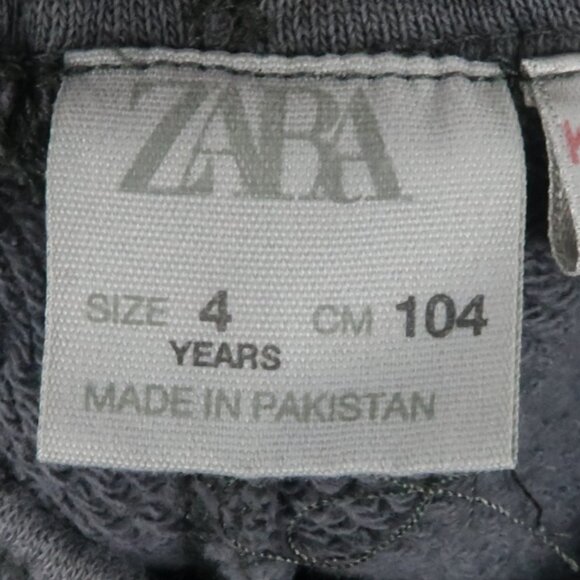 ZARA
SIZE 4 CM 104
YEARS
MADE IN PAKISTAN